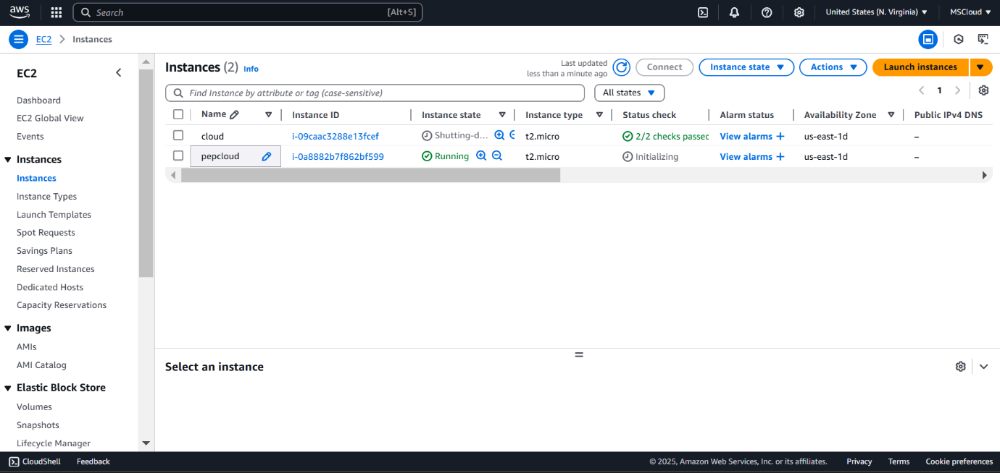 aws
Search [Alt+S]
United States (N. Virginia)
MSCloud
EC2 Instances
EC2
Dashboard
EC2 Global View
Events
Instances
Instances
Instance Types
Launch Templates
Spot Requests
Savings Plans
Reserved Instances
Dedicated Hosts
Capacity Reservations
Images
AMIs
AMI Catalog
Elastic Block Store
Volumes
Snapshots
Lifecycle Manager
Instances (2) Info
Last updated
less than a minute ago
Connect
Instance state
Actions
Launch instances
Find Instance by attribute or tag (case-sensitive)
All states
1
Name Instance ID Instance state Instance type Status check Alarm status Availability Zone Public IPv4 DNS
cloud i-09caac3288e13fcef Shutting-d... t2.micro 2/2 checks passed View alarms + us-east-1d –
pepcloud i-0a8882b7f862bf599 Running t2.micro Initializing View alarms + us-east-1d –
Select an instance
CloudShell Feedback © 2025, Amazon Web Services, Inc. or its affiliates. Privacy Terms Cookie preferences